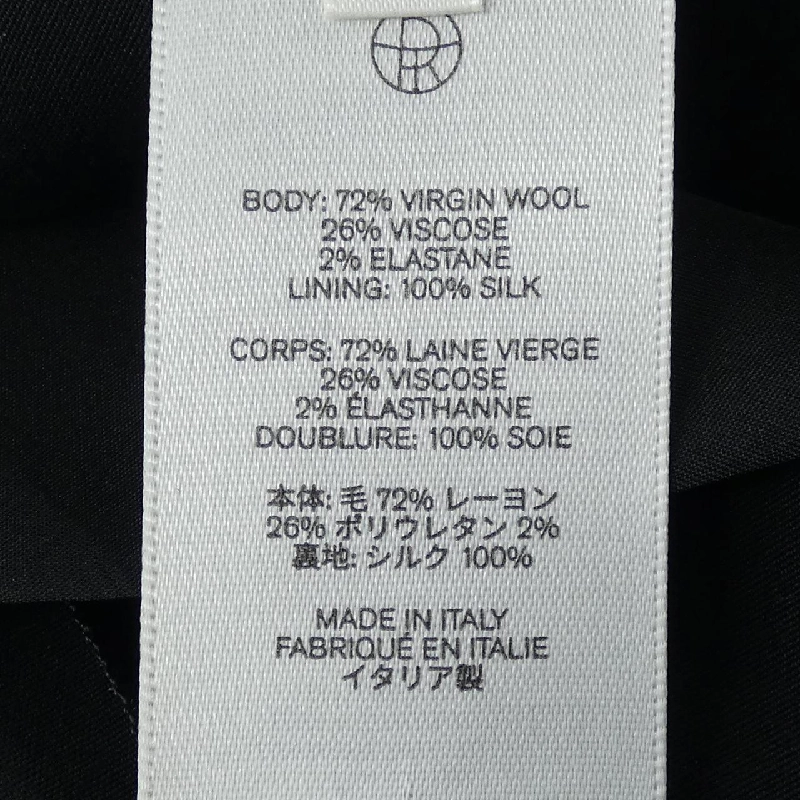 BODY: 72% VIRGIN WOOL
26% VISCOSE
2% ELASTANE
LINING: 100% SILK
CORPS: 72% LAINE VIERGE
26% VISCOSE
2% ÉLASTHANNE
DOUBLURE: 100% SOIE
本体: 毛 72% レーヨン
26% ポリウレタン 2%
裏地: シルク 100%
MADE IN ITALY
FABRIQUÉ EN ITALIE
イタリア製